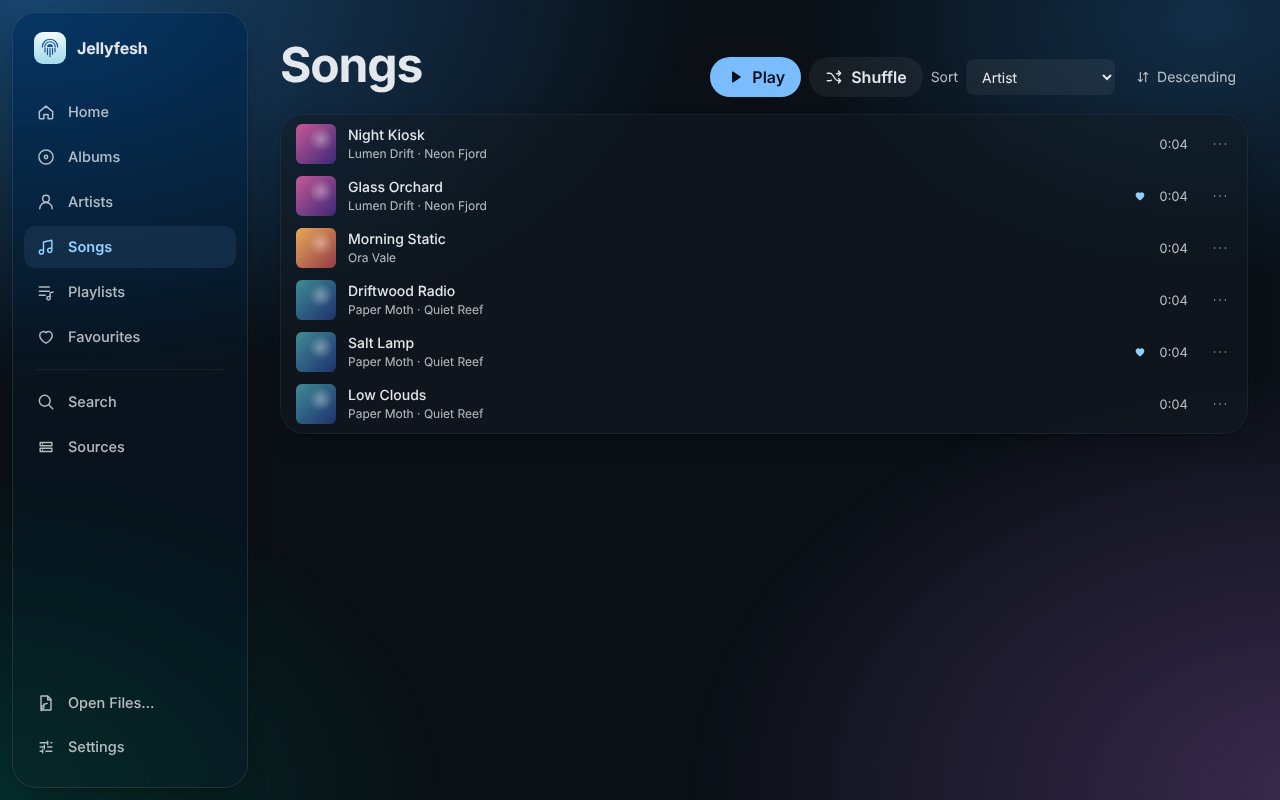 Jellyfesh
Home
Albums
Artists
Songs
Playlists
Favourites
Search
Sources
Open Files...
Settings
Songs
Play
Shuffle
Sort
Artist
Descending
Night Kiosk
Lumen Drift · Neon Fjord
0:04
Glass Orchard
Lumen Drift · Neon Fjord
0:04
Morning Static
Ora Vale
0:04
Driftwood Radio
Paper Moth · Quiet Reef
0:04
Salt Lamp
Paper Moth · Quiet Reef
0:04
Low Clouds
Paper Moth · Quiet Reef
0:04